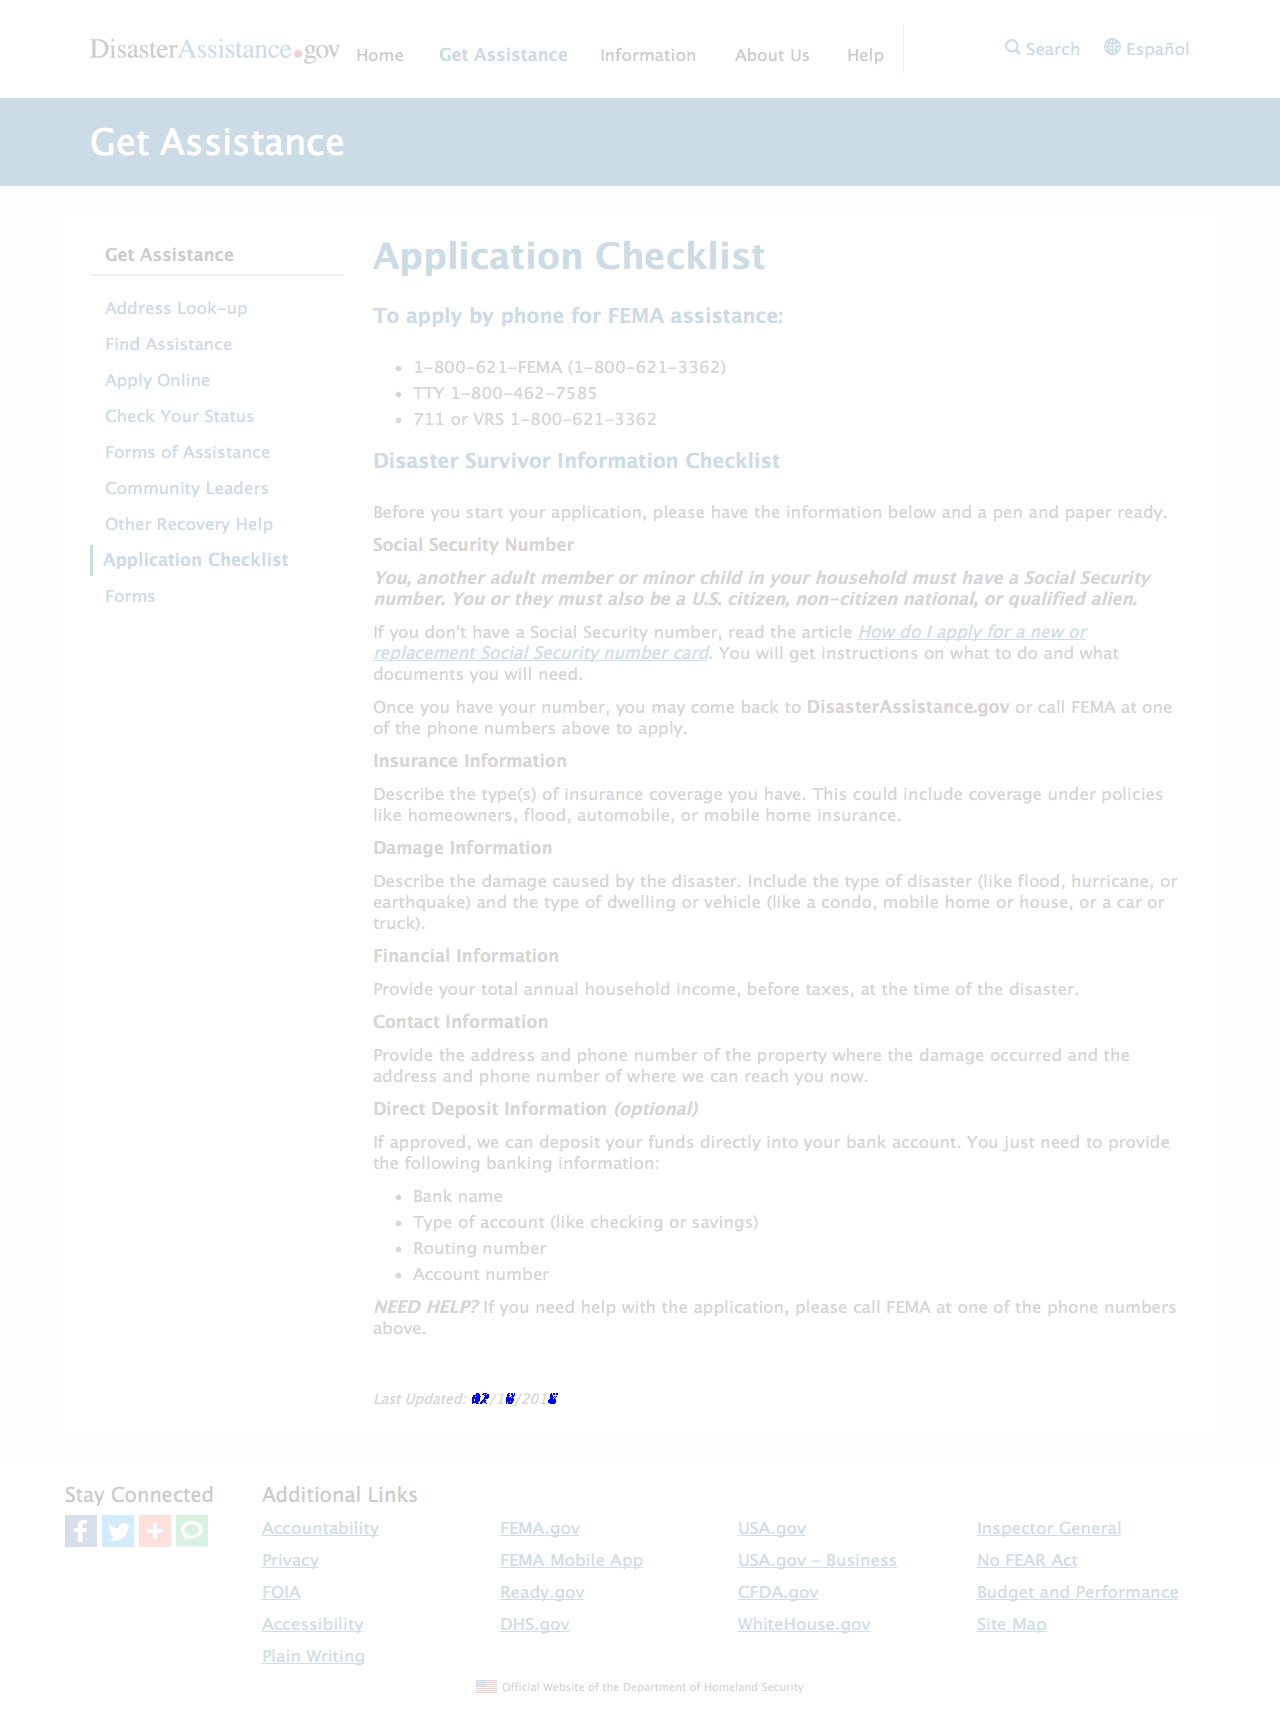 DisasterAssistance.gov
Home
Get Assistance
Information
About Us
Help
Search
Español
Get Assistance
Get Assistance
Address Look-up
Find Assistance
Apply Online
Check Your Status
Forms of Assistance
Community Leaders
Other Recovery Help
Application Checklist
Forms
Application Checklist
To apply by phone for FEMA assistance:
• 1-800-621-FEMA (1-800-621-3362)
• TTY 1-800-462-7585
• 711 or VRS 1-800-621-3362
Disaster Survivor Information Checklist
Before you start your application, please have the information below and a pen and paper ready.
Social Security Number
You, another adult member or minor child in your household must have a Social Security
number. You or they must also be a U.S. citizen, non-citizen national, or qualified alien.
If you don't have a Social Security number, read the article How do I apply for a new or
replacement Social Security number card. You will get instructions on what to do and what
documents you will need.
Once you have your number, you may come back to DisasterAssistance.gov or call FEMA at one
of the phone numbers above to apply.
Insurance Information
Describe the type(s) of insurance coverage you have. This could include coverage under policies
like homeowners, flood, automobile, or mobile home insurance.
Damage Information
Describe the damage caused by the disaster. Include the type of disaster (like flood, hurricane, or
earthquake) and the type of dwelling or vehicle (like a condo, mobile home or house, or a car or
truck).
Financial Information
Provide your total annual household income, before taxes, at the time of the disaster.
Contact Information
Provide the address and phone number of the property where the damage occurred and the
address and phone number of where we can reach you now.
Direct Deposit Information (optional)
If approved, we can deposit your funds directly into your bank account. You just need to provide
the following banking information:
• Bank name
• Type of account (like checking or savings)
• Routing number
• Account number
NEED HELP? If you need help with the application, please call FEMA at one of the phone numbers
above.
Last Updated:
Stay Connected
Additional Links
Accountability
FEMA.gov
USA.gov
Inspector General
Privacy
FEMA Mobile App
USA.gov - Business
No FEAR Act
FOIA
Ready.gov
CFDA.gov
Budget and Performance
Accessibility
DHS.gov
WhiteHouse.gov
Site Map
Plain Writing
Official Website of the Department of Homeland Security